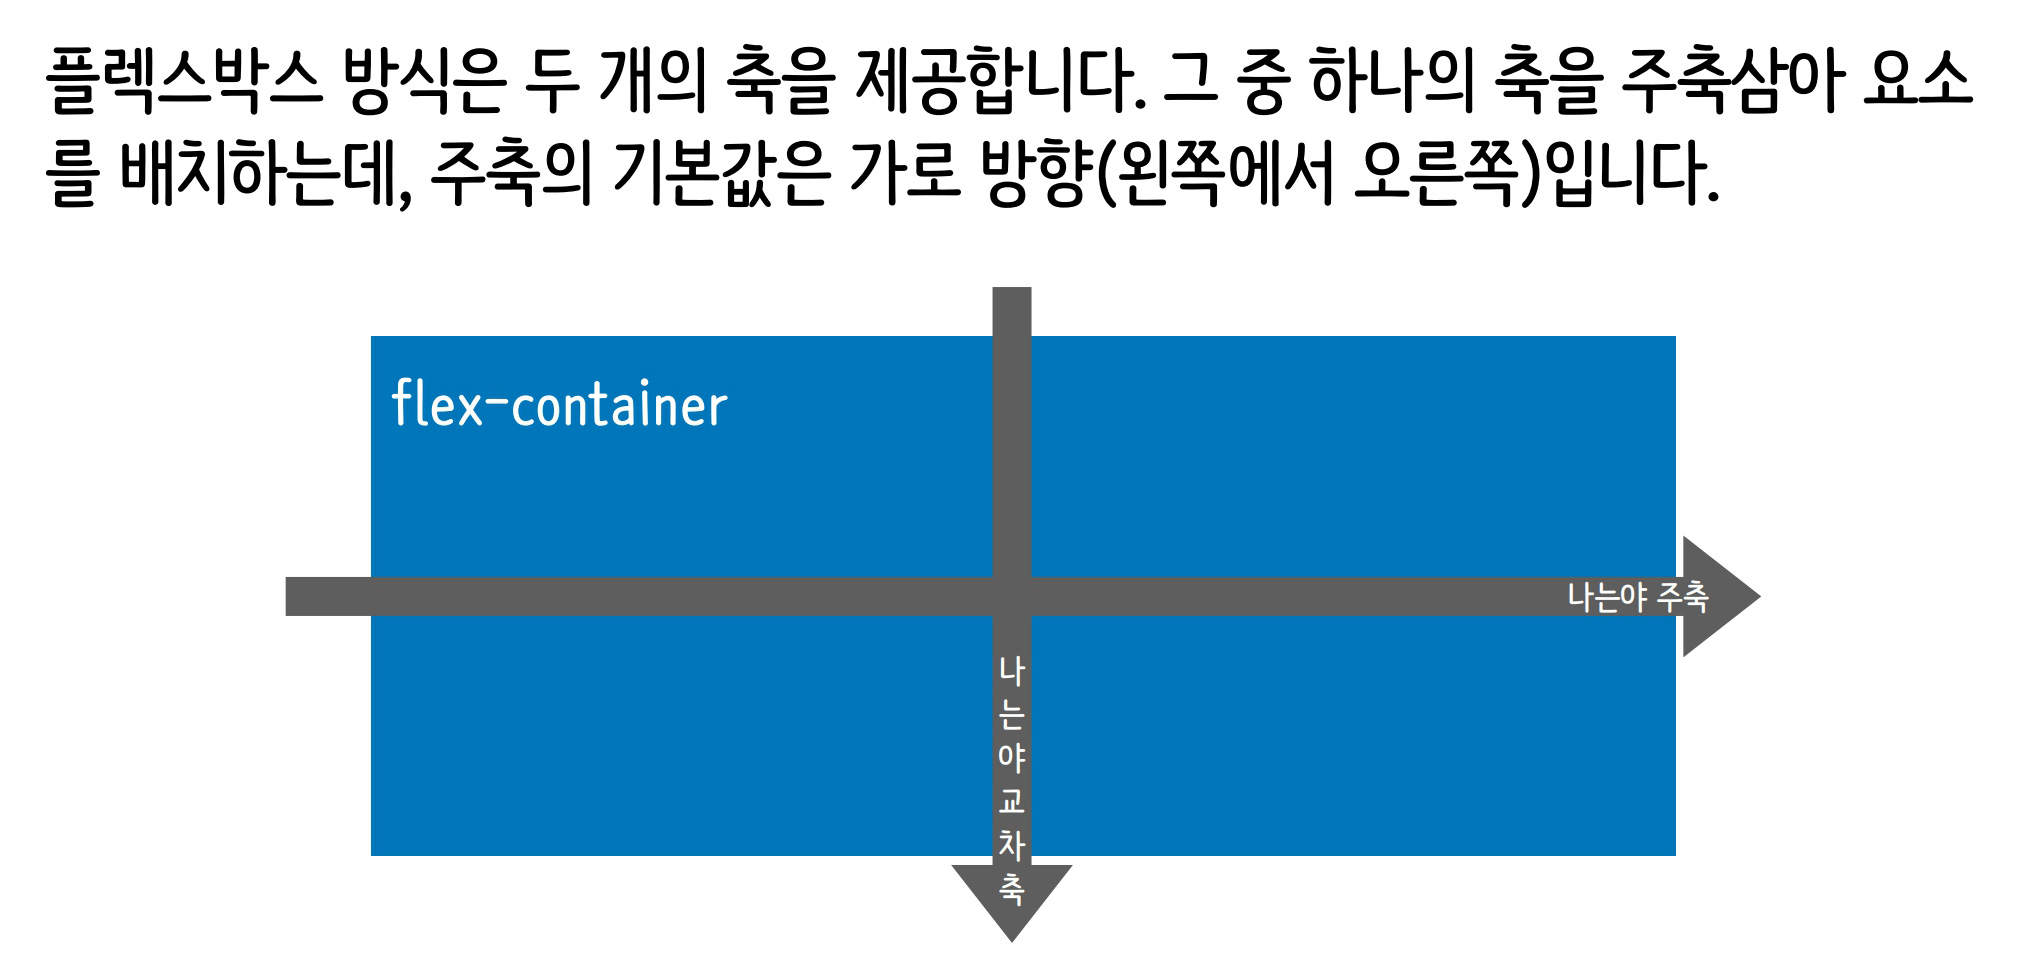 플렉스박스 방식은 두 개의 축을 제공합니다. 그 중 하나의 축을 주축삼아 요소
를 배치하는데, 주축의 기본값은 가로 방향(왼쪽에서 오른쪽)입니다.
flex-container
나는야 주축
나
는
야
교
차
축